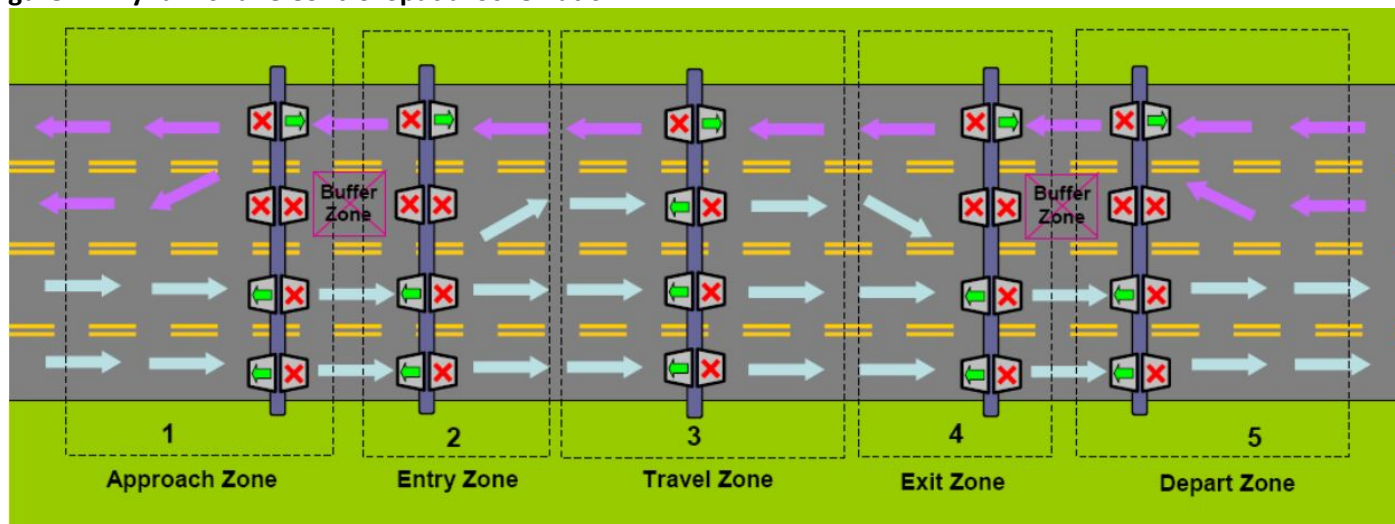 Buffer
Zone
Buffer
Zone
1
2
3
4
5
Approach Zone
Entry Zone
Travel Zone
Exit Zone
Depart Zone